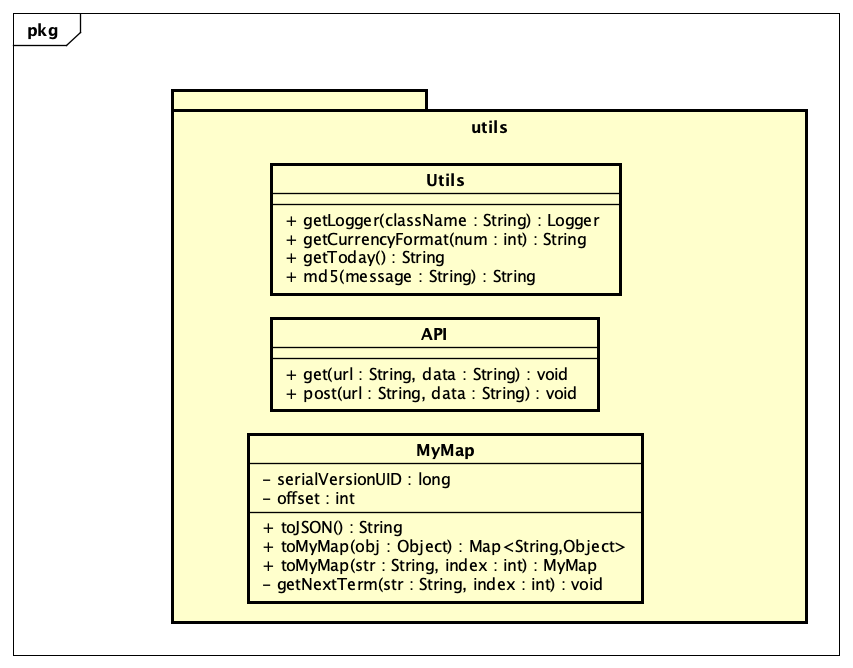 pkg
utils
Utils
+ getLogger(className : String) : Logger
+ getCurrencyFormat(num : int) : String
+ getToday() : String
+ md5(message : String) : String
API
+ get(url : String, data : String) : void
+ post(url : String, data : String) : void
MyMap
- serialVersionUID : long
- offset : int
+ toJSON() : String
+ toMyMap(obj : Object) : Map<String,Object>
+ toMyMap(str : String, index : int) : MyMap
- getNextTerm(str : String, index : int) : void